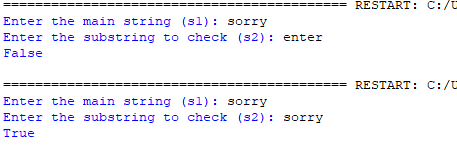 =========================================== RESTART: C:/U
Enter the main string (s1): sorry
Enter the substring to check (s2): enter
False
=========================================== RESTART: C:/U
Enter the main string (s1): sorry
Enter the substring to check (s2): sorry
True